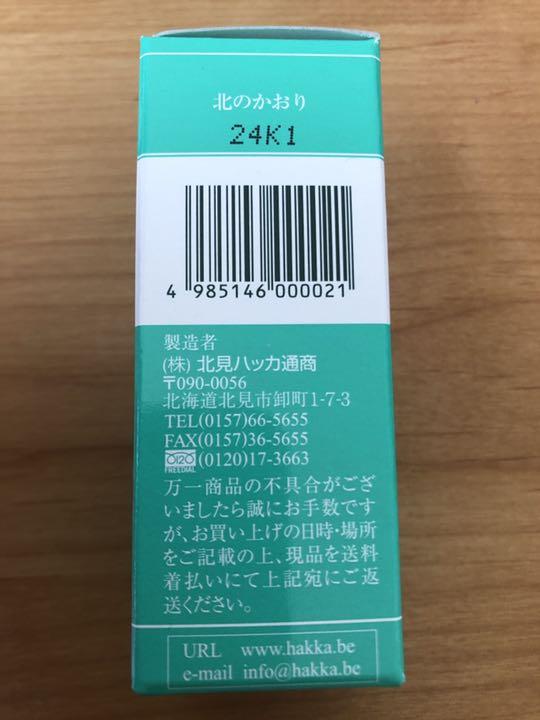 北のかおり
24K1
4 985146 000021
製造者
(株) 北見ハッカ通商
〒090-0056
北海道北見市卸町1-7-3
TEL(0157)66-5655
FAX(0157)36-5655
0120 FREEDIAL (0120)17-3663
万一商品の不具合がござ
いましたら誠にお手数です
が、お買い上げの日時・場所
をご記載の上、現品を送料
着払いにて上記宛にご返
送ください。
URL www.hakka.be
e-mail info@hakka.be